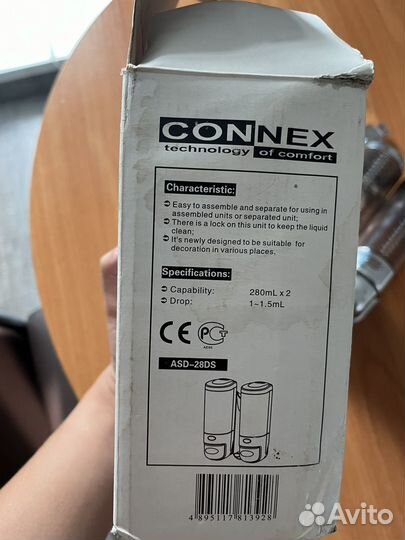 CONNEX
technology of comfort
Characteristic:
Easy to assemble and separate for using in
assembled units or separated unit;
There is a lock on this unit to keep the liquid
clean;
It's newly designed to be suitable for
decoration in various places.
Specifications:
Capability: 280mL x 2
Drop: 1~1.5mL
CE
ASD-28DS
4 895117 813928
Avito